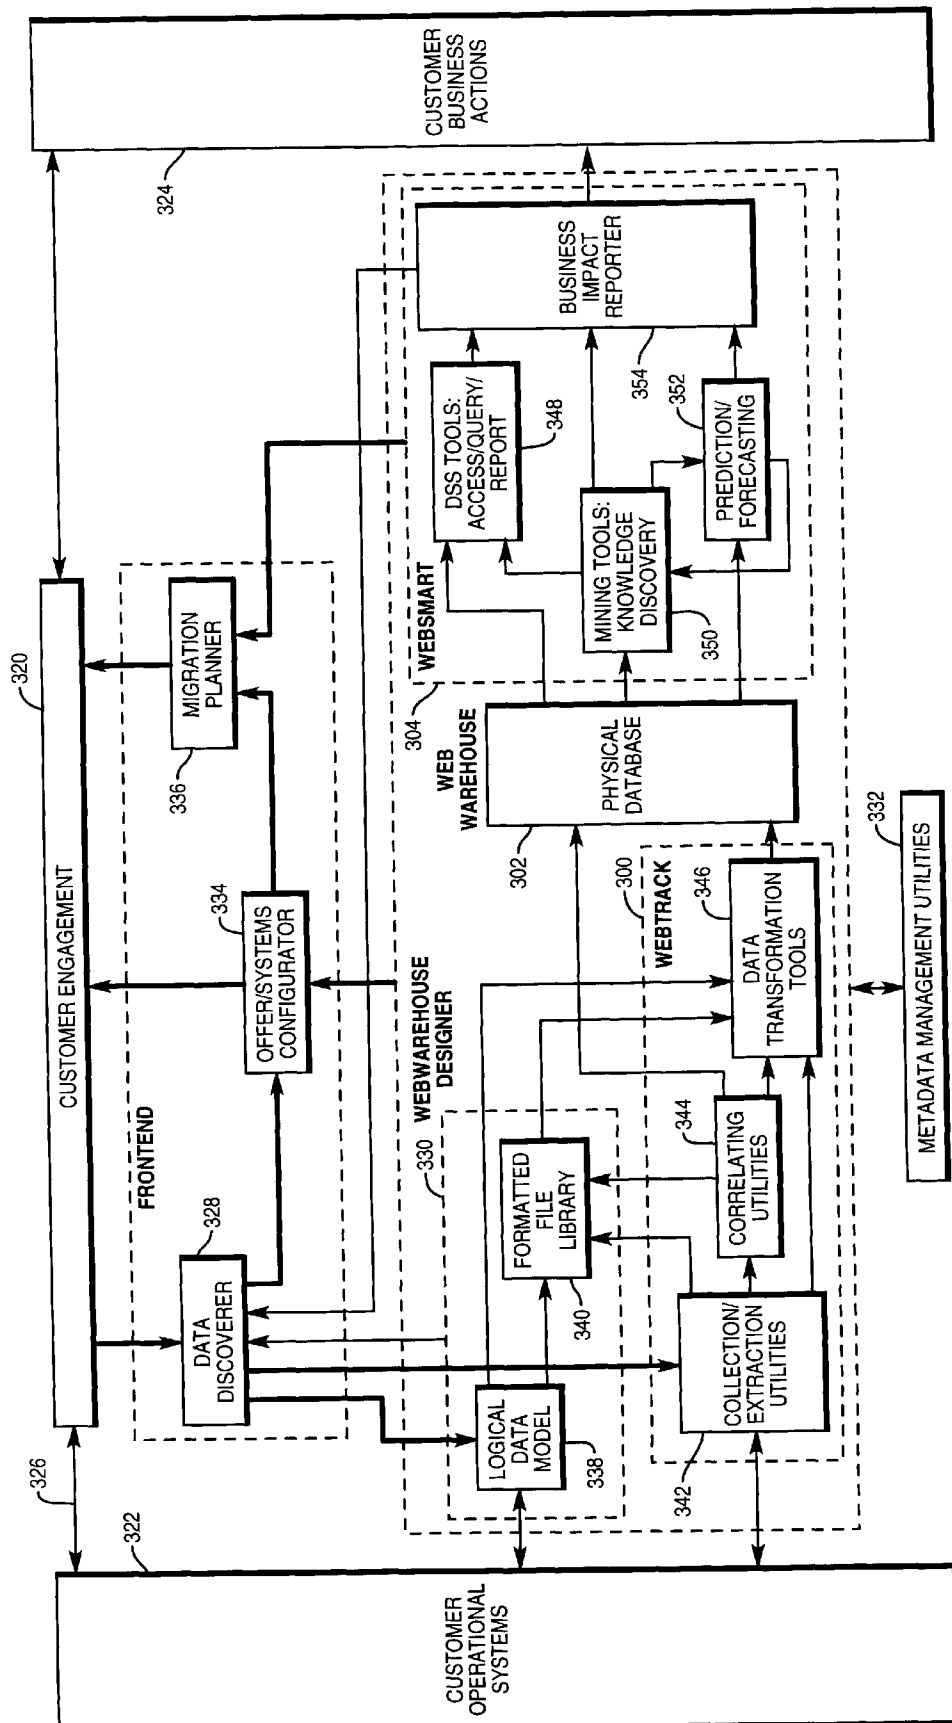 CUSTOMER
OPERATIONAL
SYSTEMS
322
326
CUSTOMER ENGAGEMENT
320
CUSTOMER
BUSINESS
ACTIONS
324
FRONTEND
DATA
DISCOVERER
328
OFFER/SYSTEMS
CONFIGURATOR
334
MIGRATION
PLANNER
336
WEBWAREHOUSE
DESIGNER
330
LOGICAL
DATA
MODEL
338
FORMATTED
FILE
LIBRARY
340
WEBTRACK
300
COLLECTION/
EXTRACTION
UTILITIES
342
CORRELATING
UTILITIES
344
DATA
TRANSFORMATION
TOOLS
346
WEB
WAREHOUSE
PHYSICAL
DATABASE
302
WEBSMART
304
DSS TOOLS:
ACCESS/QUERY/
REPORT
348
MINING TOOLS:
KNOWLEDGE
DISCOVERY
350
PREDICTION/
FORECASTING
352
BUSINESS
IMPACT
REPORTER
354
METADATA MANAGEMENT UTILITIES
332